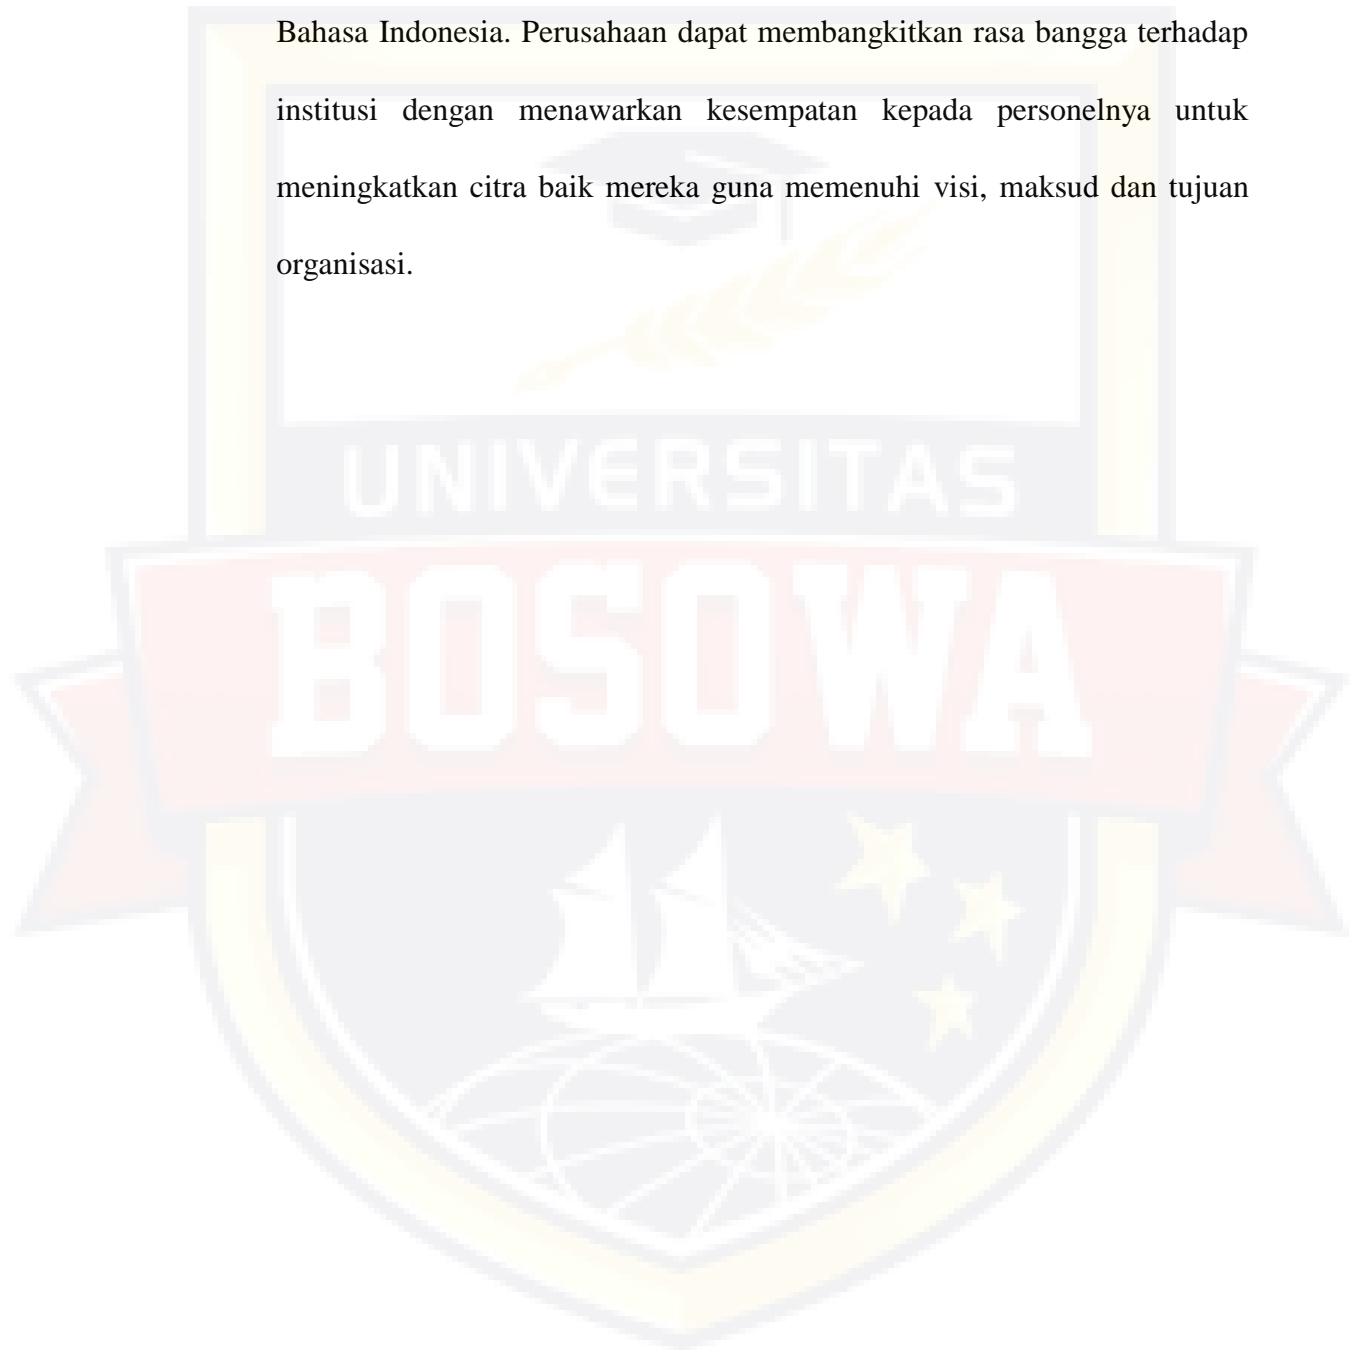 Bahasa Indonesia. Perusahaan dapat membangkitkan rasa bangga terhadap
institusi dengan menawarkan kesempatan kepada personelnya untuk
meningkatkan citra baik mereka guna memenuhi visi, maksud dan tujuan
organisasi.
UNIVERSITAS
BOSOWA